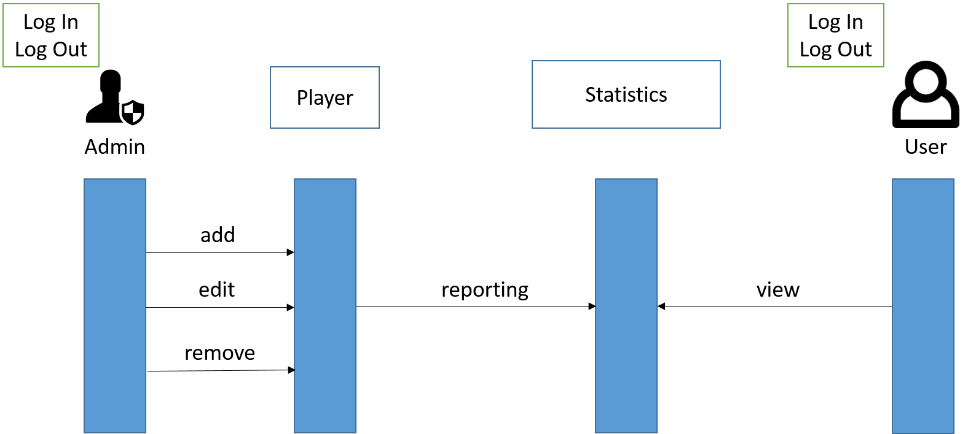 Log In
Log Out
Log In
Log Out
Player
Statistics
Admin
User
add
edit
reporting
view
remove